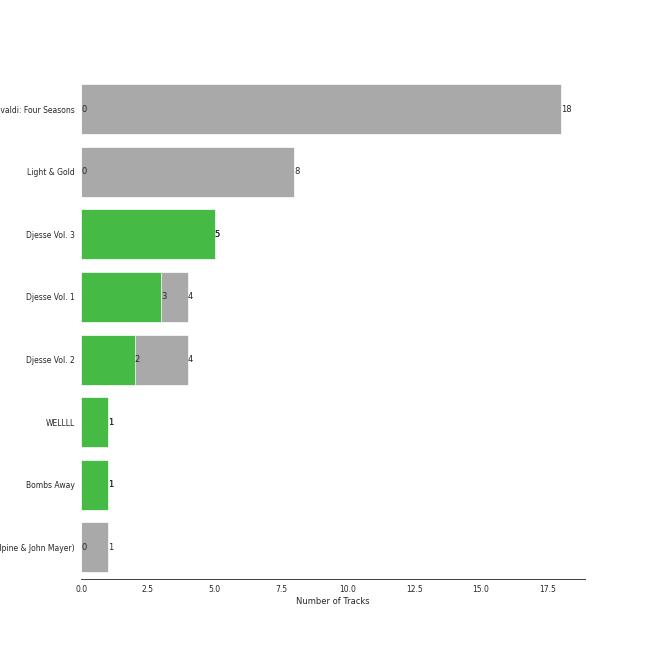 valdi: Four Seasons 0 18
Light & Gold 0 8
Djesse Vol. 3 5
Djesse Vol. 1 3 4
Djesse Vol. 2 2 4
WELLLL 1
Bombs Away 1
lpine & John Mayer) 0 1
0.0 2.5 5.0 7.5 10.0 12.5 15.0 17.5
Number of Tracks